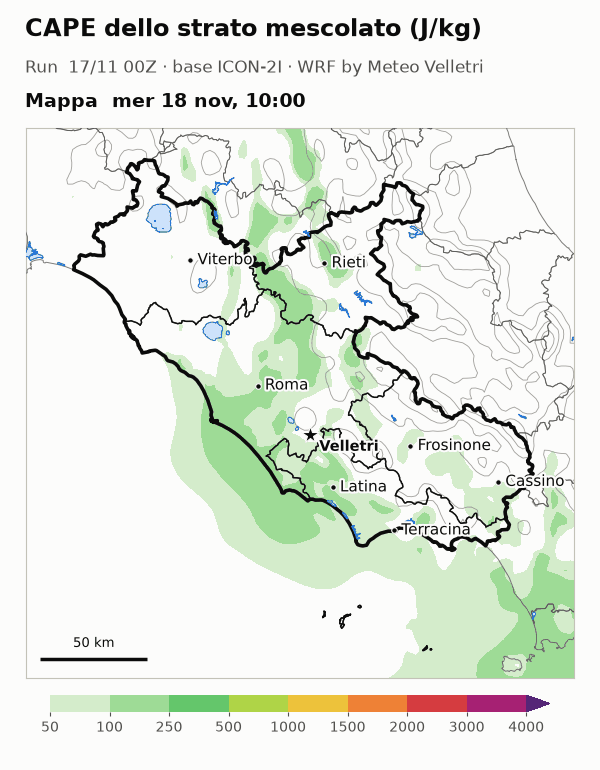 CAPE dello strato mescolato (J/kg)
Run  17/11 00Z · base ICON-2I · WRF by Meteo Velletri
Mappa  mer 18 nov, 10:00
Viterbo
Rieti
Roma
Velletri
Frosinone
Cassino
Latina
Terracina
50 km
50 100 250 500 1000 1500 2000 3000 4000